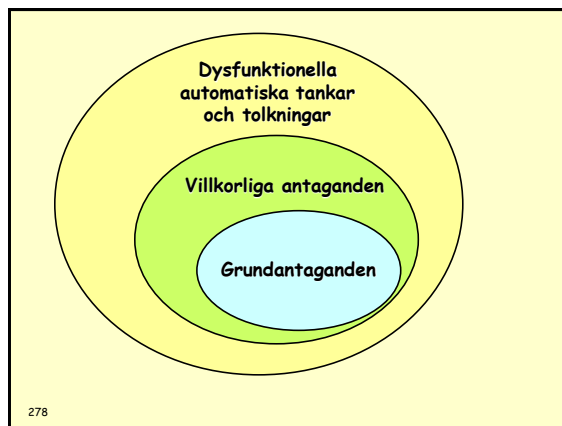 Dysfunktionella
automatiska tankar
och tolkningar
Villkorliga antaganden
Grundantaganden
278